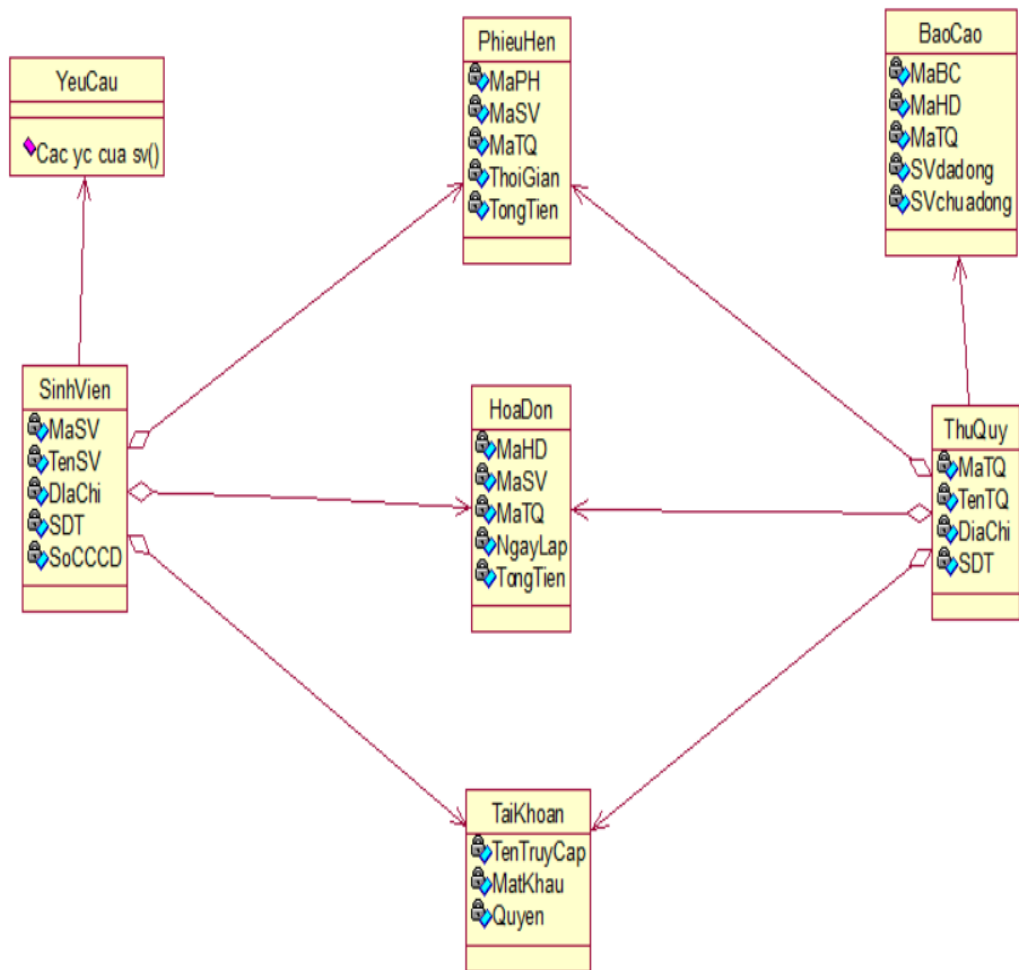 YeuCau
Cac yc cua sv()
PhieuHen
MaPH
MaSV
MaTQ
ThoiGian
TongTien
BaoCao
MaBC
MaHD
MaTQ
SVdadong
SVchuadong
SinhVien
MaSV
TenSV
DIaChi
SDT
SoCCCD
HoaDon
MaHD
MaSV
MaTQ
NgayLap
TongTien
ThuQuy
MaTQ
TenTQ
DiaChi
SDT
TaiKhoan
TenTruyCap
MatKhau
Quyen